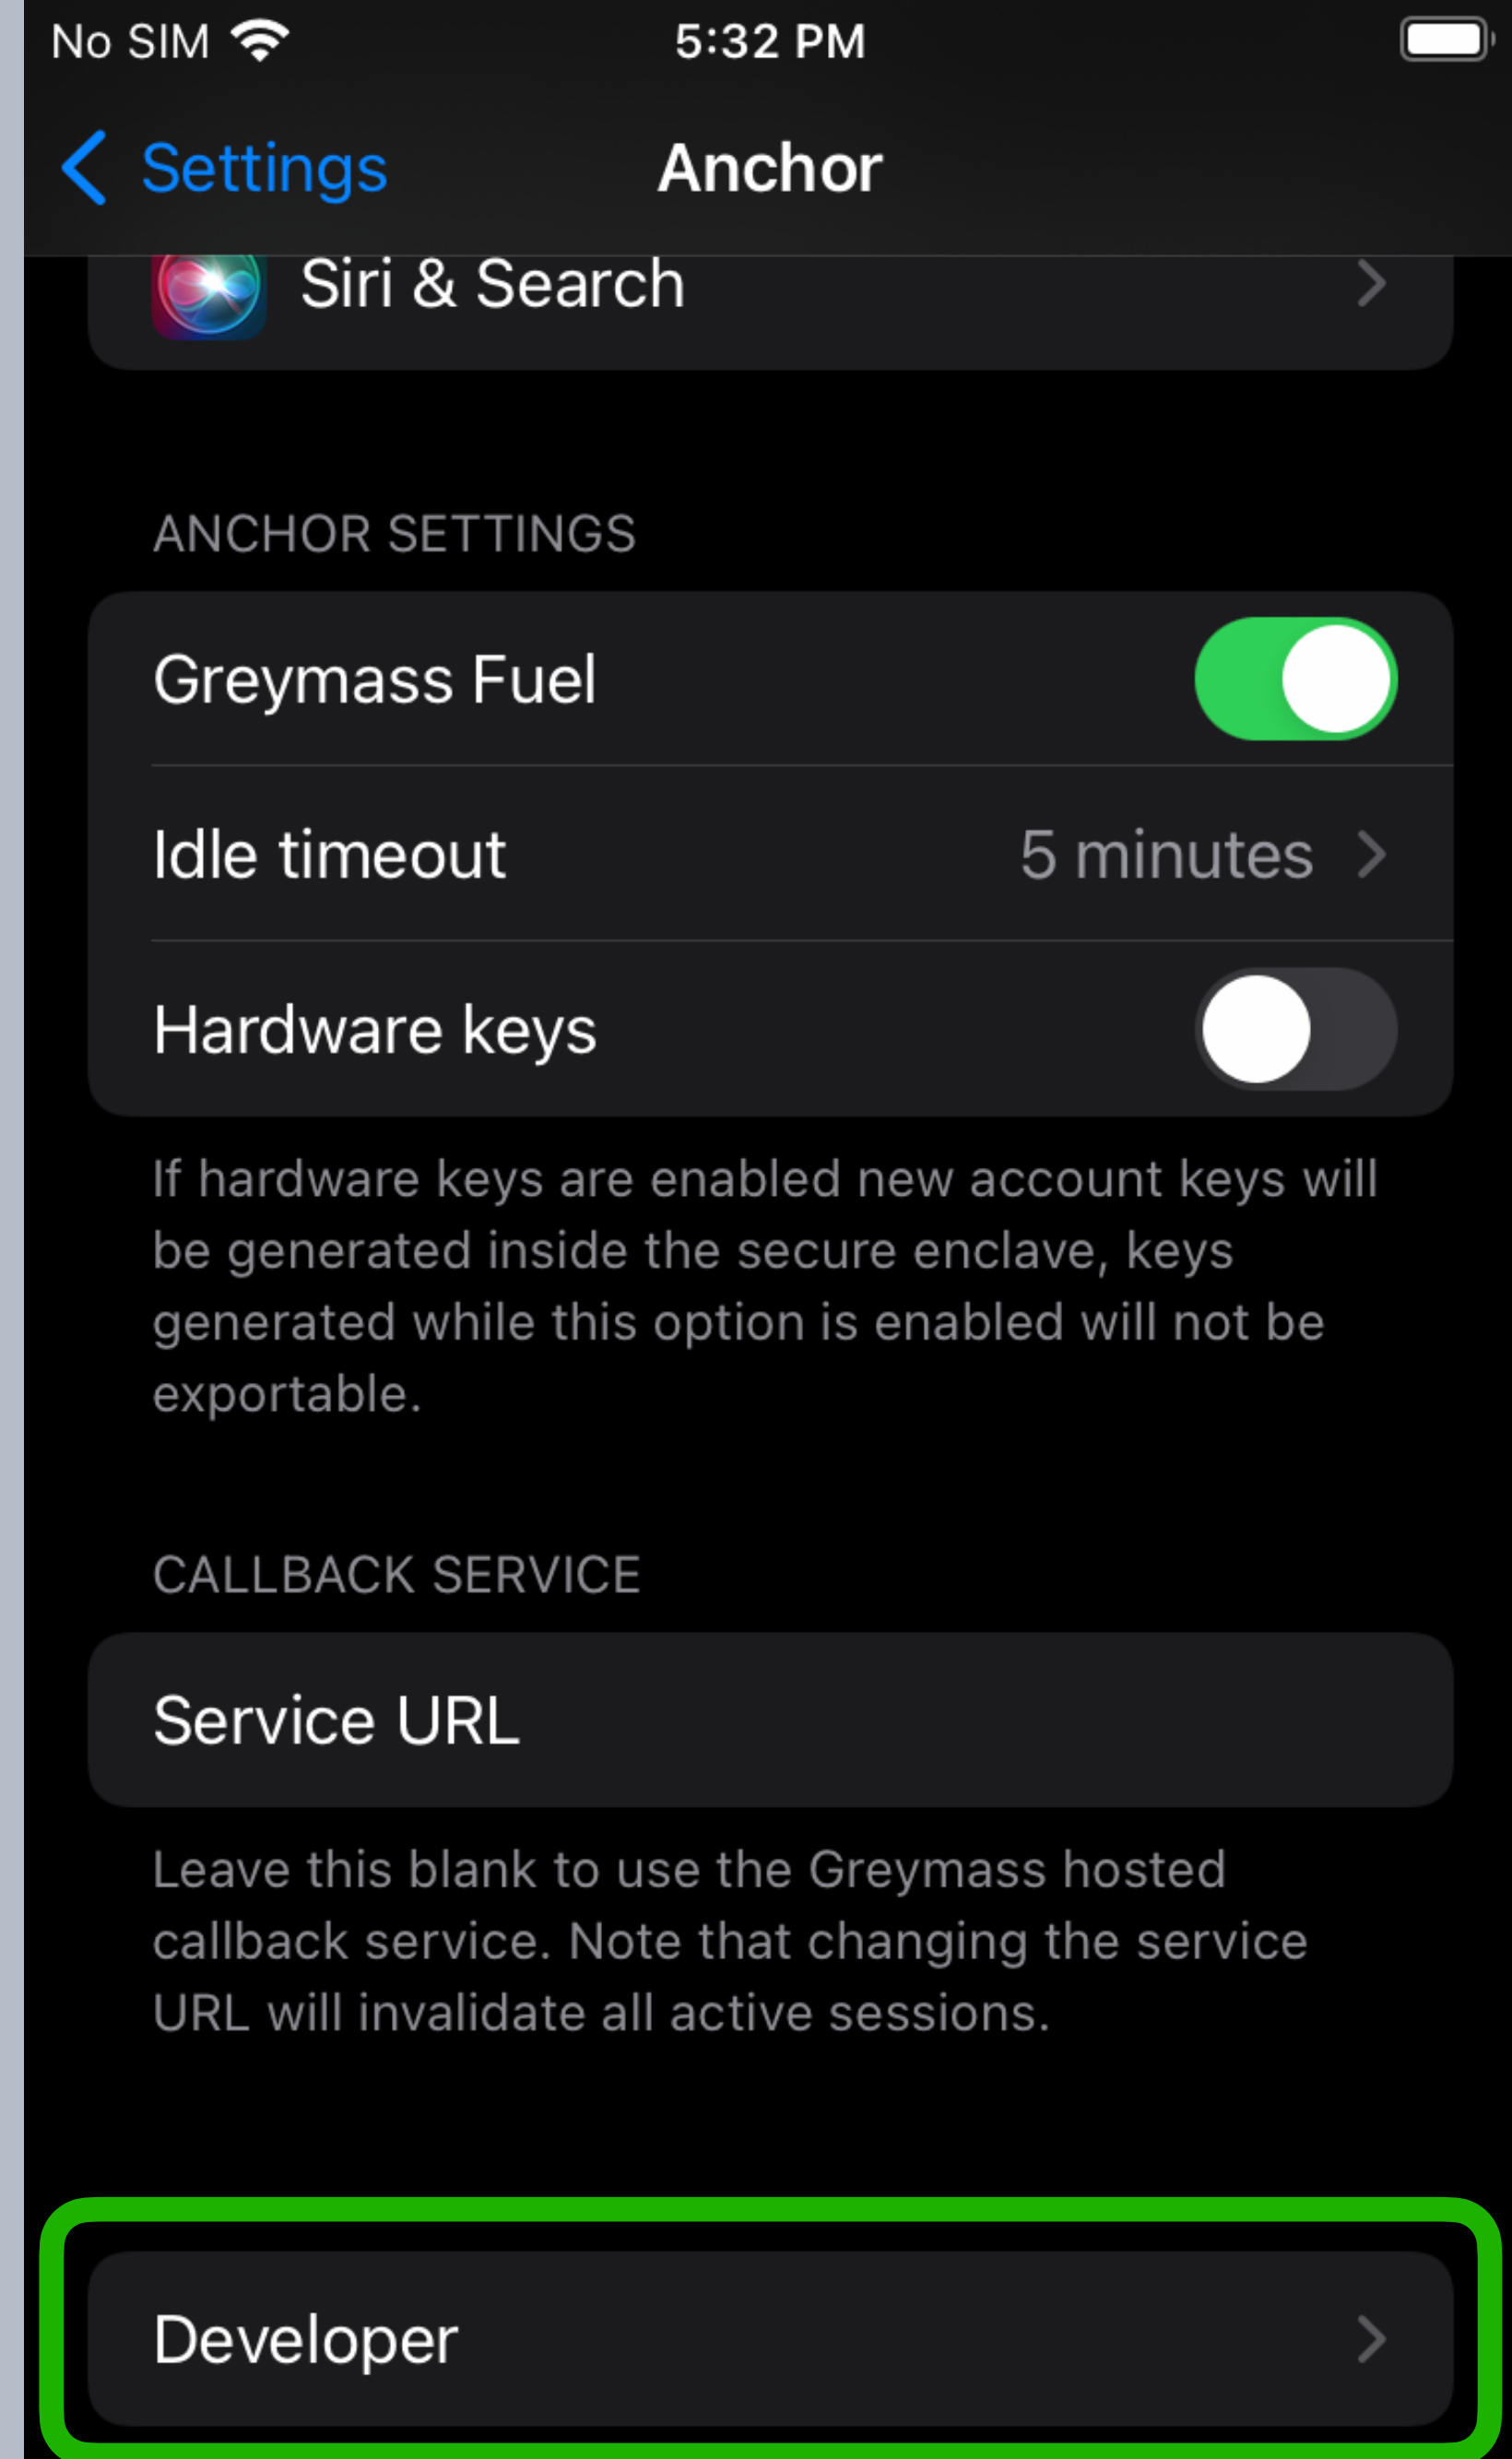 No SIM 5:32 PM
Settings Anchor
Siri & Search
ANCHOR SETTINGS
Greymass Fuel
Idle timeout 5 minutes
Hardware keys
If hardware keys are enabled new account keys will
be generated inside the secure enclave, keys
generated while this option is enabled will not be
exportable.
CALLBACK SERVICE
Service URL
Leave this blank to use the Greymass hosted
callback service. Note that changing the service
URL will invalidate all active sessions.
Developer